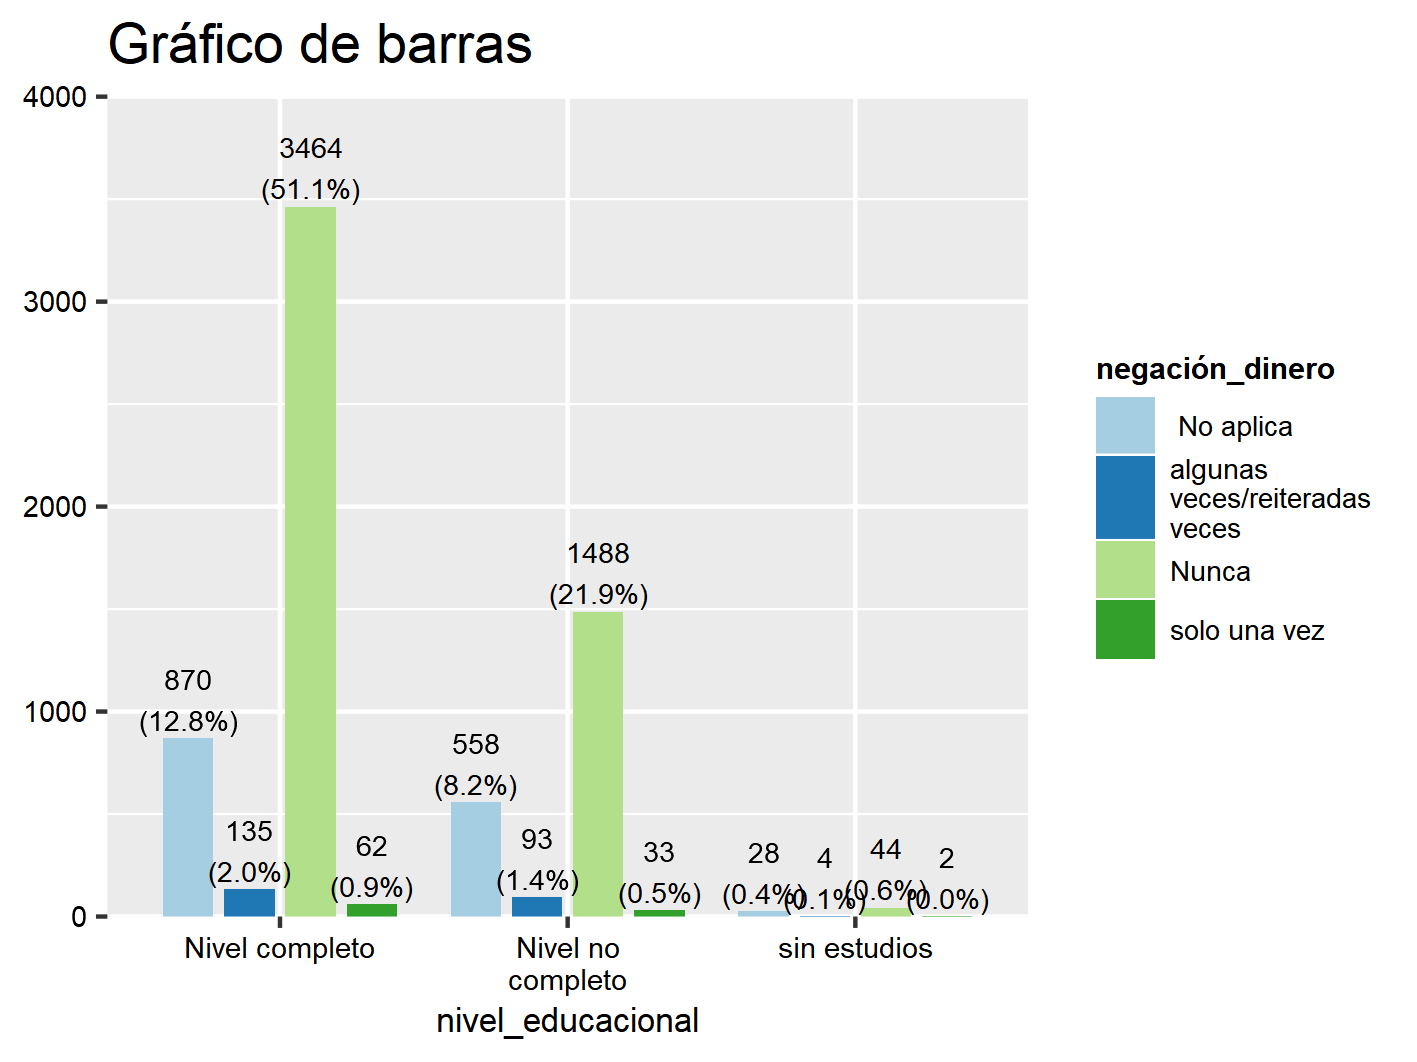 Gráfico de barras
4000
3000
2000
1000
0
3464
(51.1%)
870
(12.8%)
135
(2.0%)
62
(0.9%)
1488
(21.9%)
558
(8.2%)
93
(1.4%)
33
(0.5%)
28
(0.4%)
4
(0.1%)
44
(0.6%)
2
(0.0%)
Nivel completo
Nivel no
completo
sin estudios
nivel_educacional
negación_dinero
No aplica
algunas
veces/reiteradas
veces
Nunca
solo una vez